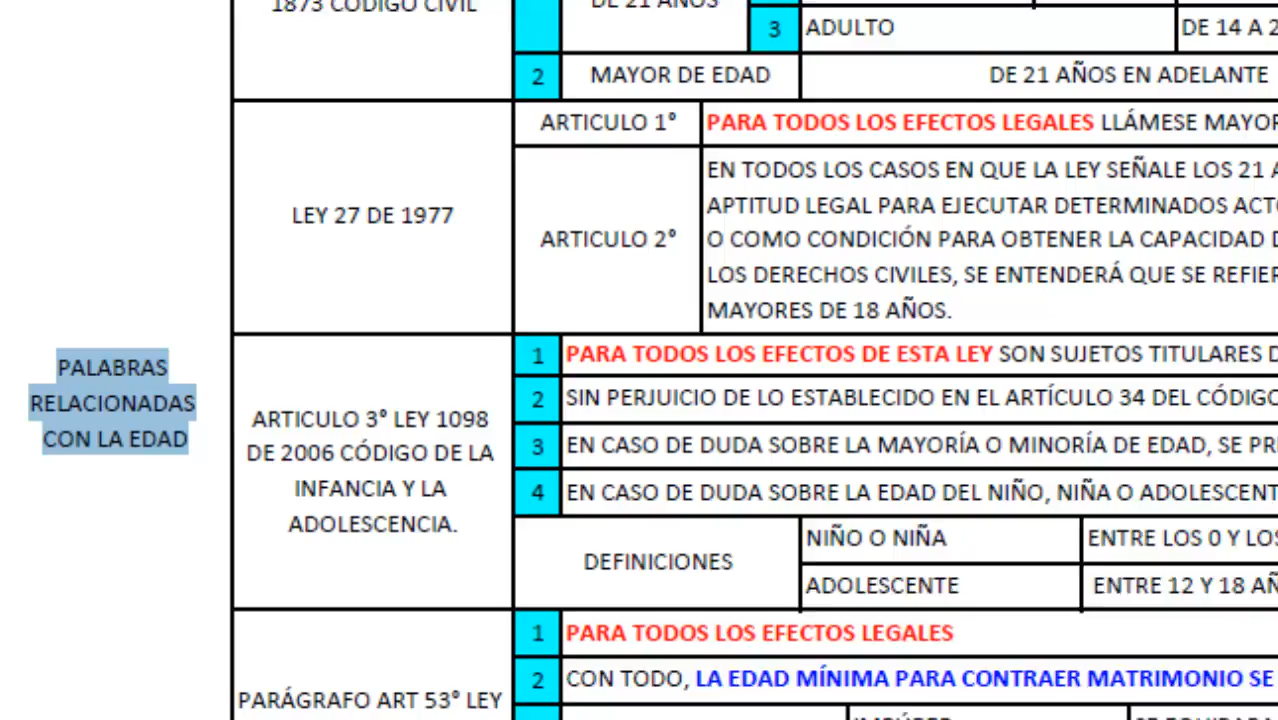 1873 CÓDIGO CIVIL
DE 21 AÑOS
3 ADULTO DE 14 A 2
2 MAYOR DE EDAD DE 21 AÑOS EN ADELANTE
LEY 27 DE 1977
ARTICULO 1° PARA TODOS LOS EFECTOS LEGALES LLÁMESE MAYOR
ARTICULO 2°
EN TODOS LOS CASOS EN QUE LA LEY SEÑALE LOS 21 A
APTITUD LEGAL PARA EJECUTAR DETERMINADOS ACTO
O COMO CONDICIÓN PARA OBTENER LA CAPACIDAD D
LOS DERECHOS CIVILES, SE ENTENDERÁ QUE SE REFIER
MAYORES DE 18 AÑOS.
PALABRAS
RELACIONADAS
CON LA EDAD
ARTICULO 3° LEY 1098
DE 2006 CÓDIGO DE LA
INFANCIA Y LA
ADOLESCENCIA.
1 PARA TODOS LOS EFECTOS DE ESTA LEY SON SUJETOS TITULARES D
2 SIN PERJUICIO DE LO ESTABLECIDO EN EL ARTÍCULO 34 DEL CÓDIGO
3 EN CASO DE DUDA SOBRE LA MAYORÍA O MINORÍA DE EDAD, SE PR
4 EN CASO DE DUDA SOBRE LA EDAD DEL NIÑO, NIÑA O ADOLESCENT
DEFINICIONES
NIÑO O NIÑA ENTRE LOS 0 Y LOS
ADOLESCENTE ENTRE 12 Y 18 AÑ
PARÁGRAFO ART 53° LEY
1 PARA TODOS LOS EFECTOS LEGALES
2 CON TODO, LA EDAD MÍNIMA PARA CONTRAER MATRIMONIO SE